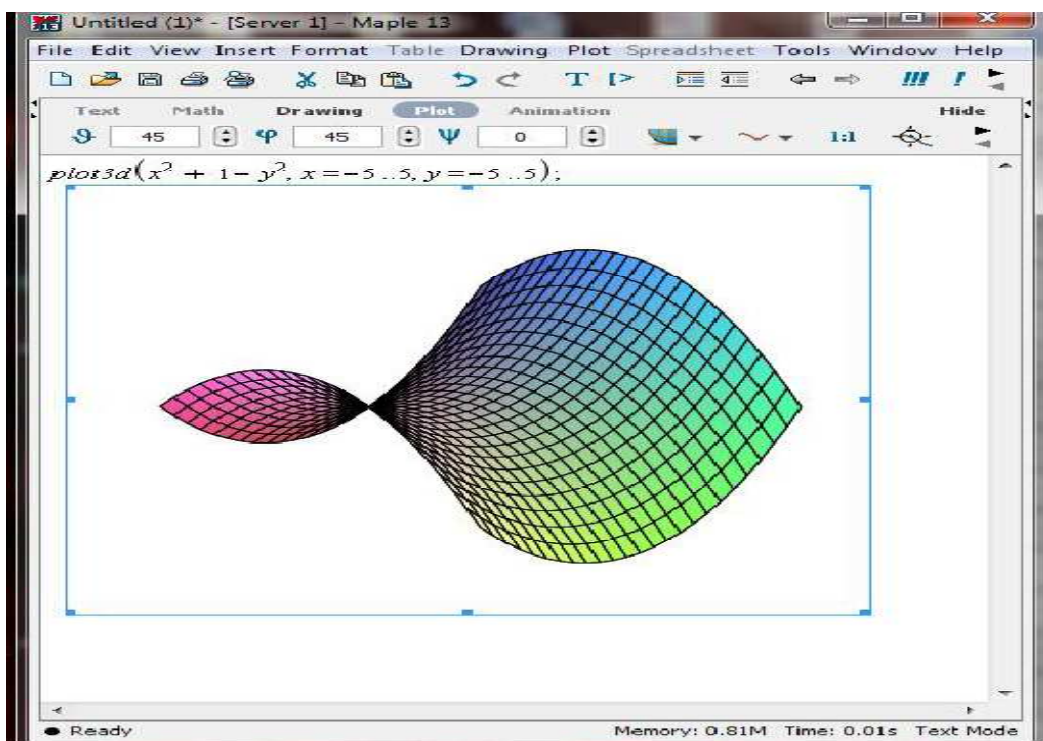 Untitled (1)* - [Server 1] - Maple 13
File Edit View Insert Format Table Drawing Plot Spreadsheet Tools Window Help
Text Math Drawing Plot Animation Hide
ϑ 45 φ 45 ψ 0 1:1
plot3d(x² + 1 - y², x = -5 ..5, y = -5 ..5);
Ready Memory: 0.81M Time: 0.01s Text Mode